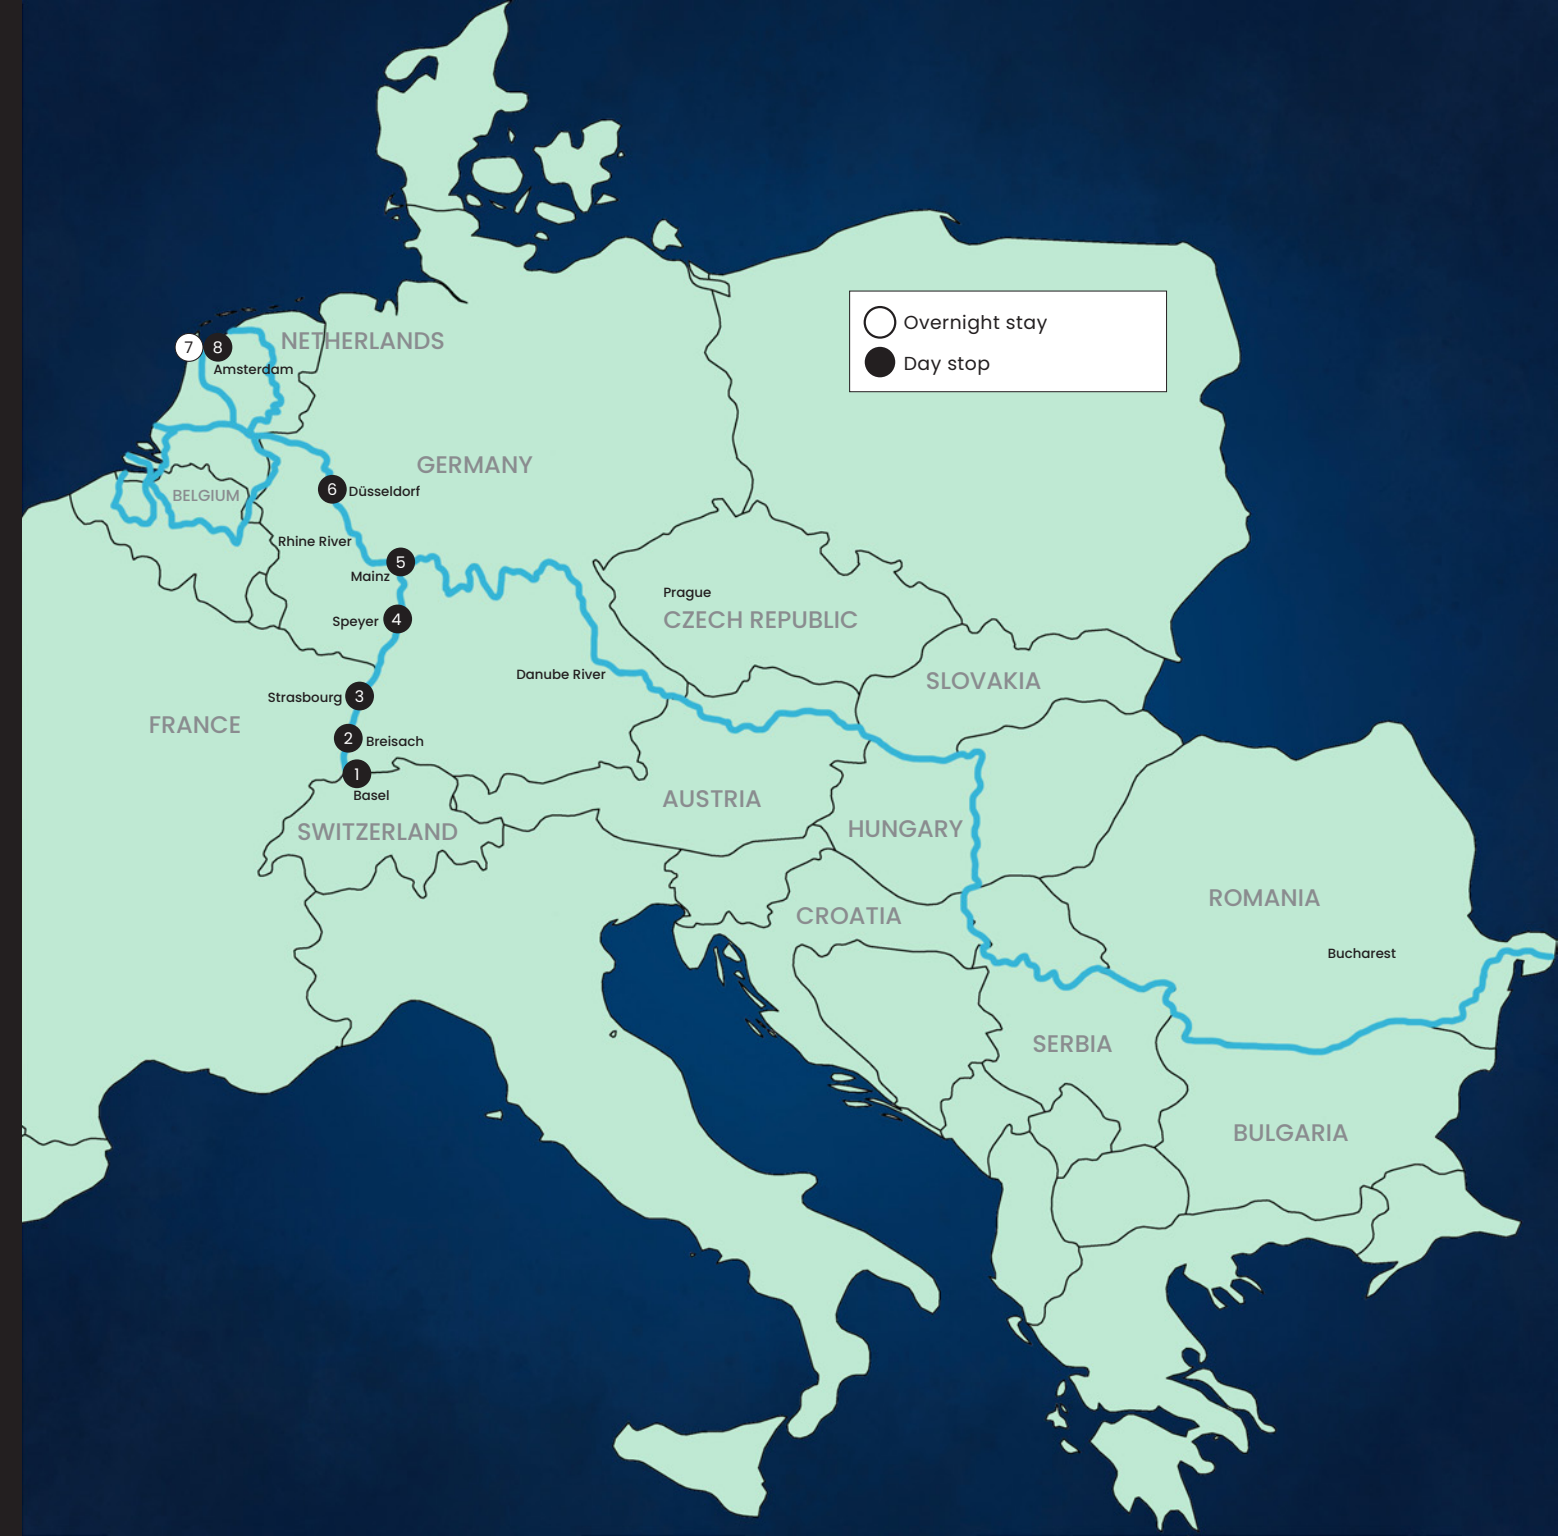 Overnight stay
Day stop
7
8
NETHERLANDS
Amsterdam
GERMANY
BELGIUM
6
Düsseldorf
Rhine River
5
Mainz
Prague
CZECH REPUBLIC
4
Speyer
Danube River
SLOVAKIA
3
Strasbourg
FRANCE
2
Breisach
1
Basel
AUSTRIA
SWITZERLAND
HUNGARY
ROMANIA
CROATIA
Bucharest
SERBIA
BULGARIA